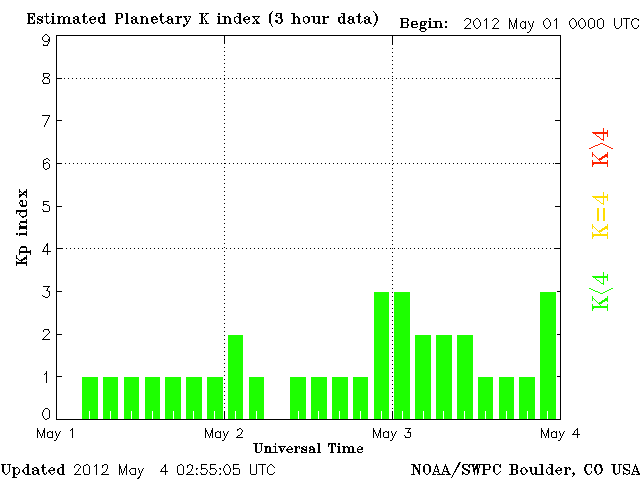 Estimated Planetary K index (3 hour data)
Begin: 2012 May 01 0000 UTC
9
8
7
6
5
4
3
2
1
0
Kp index
K>4
K=4
K<4
May 1 May 2 May 3 May 4
Universal Time
Updated 2012 May 4 02:55:05 UTC
NOAA/SWPC Boulder, CO USA